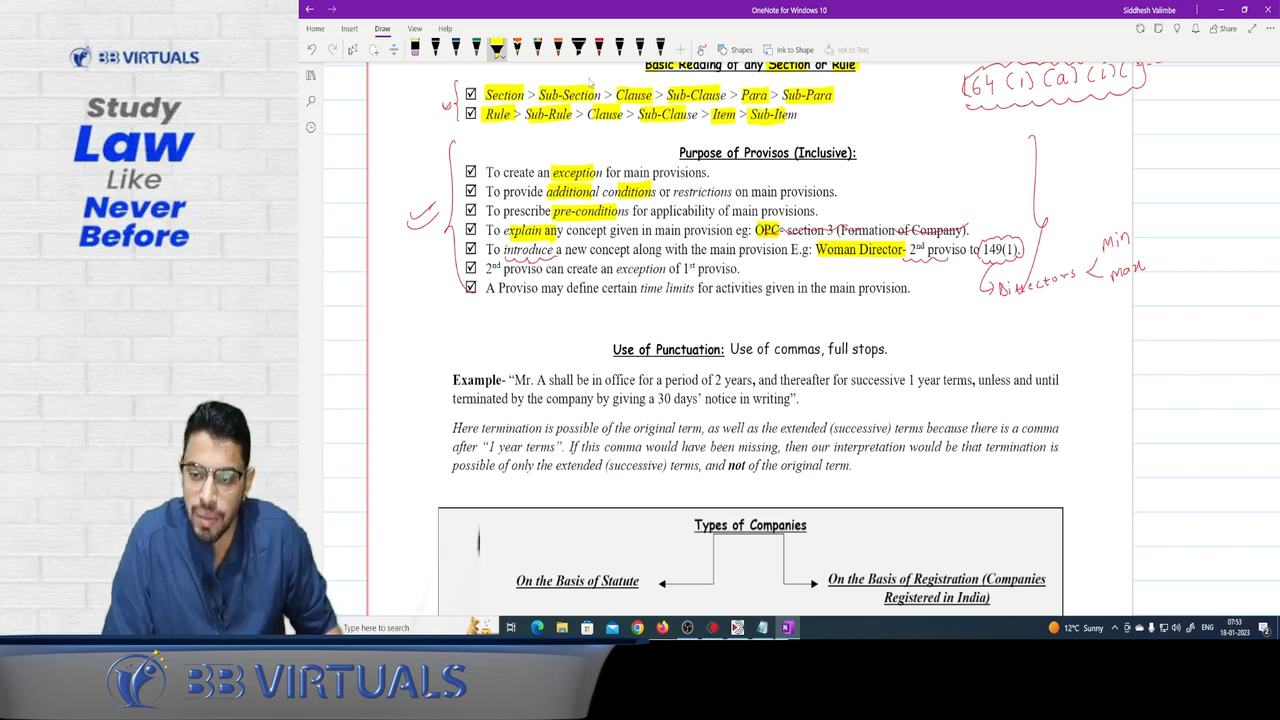 OneNote for Windows 10
Siddhesh Valimbe
Home Insert Draw View Help
Share
Shapes Ink to Shape Ink to Text
BB VIRTUALS
Study
Law
Like
Never
Before
Basic Reading of any Section or Rule
164 (1) (a) (i) (
Section > Sub-Section > Clause > Sub-Clause > Para > Sub-Para
Rule > Sub-Rule > Clause > Sub-Clause > Item > Sub-Item
Purpose of Provisos (Inclusive):
To create an exception for main provisions.
To provide additional conditions or restrictions on main provisions.
To prescribe pre-conditions for applicability of main provisions.
To explain any concept given in main provision eg: OPC- section 3 (Formation of Company).
To introduce a new concept along with the main provision E.g: Woman Director- 2nd proviso to 149(1).
2nd proviso can create an exception of 1st proviso.
A Proviso may define certain time limits for activities given in the main provision.
Directors < Min
max
Use of Punctuation: Use of commas, full stops.
Example- “Mr. A shall be in office for a period of 2 years, and thereafter for successive 1 year terms, unless and until
terminated by the company by giving a 30 days’ notice in writing”.
Here termination is possible of the original term, as well as the extended (successive) terms because there is a comma
after “1 year terms”. If this comma would have been missing, then our interpretation would be that termination is
possible of only the extended (successive) terms, and not of the original term.
Types of Companies
On the Basis of Statute
On the Basis of Registration (Companies
Registered in India)
Type here to search
12°C Sunny
ENG
07:53
18-01-2023
BB VIRTUALS